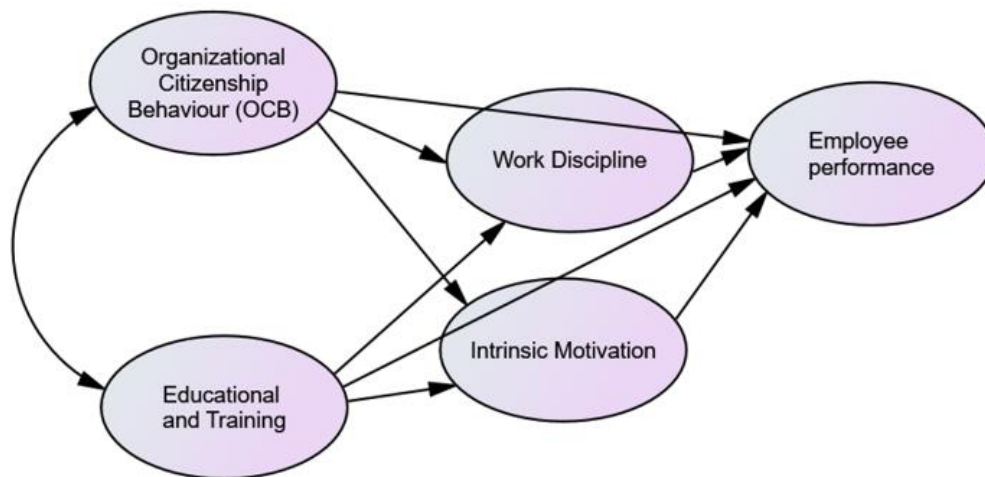 Organizational
Citizenship
Behaviour (OCB)
Work Discipline
Employee
performance
Intrinsic Motivation
Educational
and Training